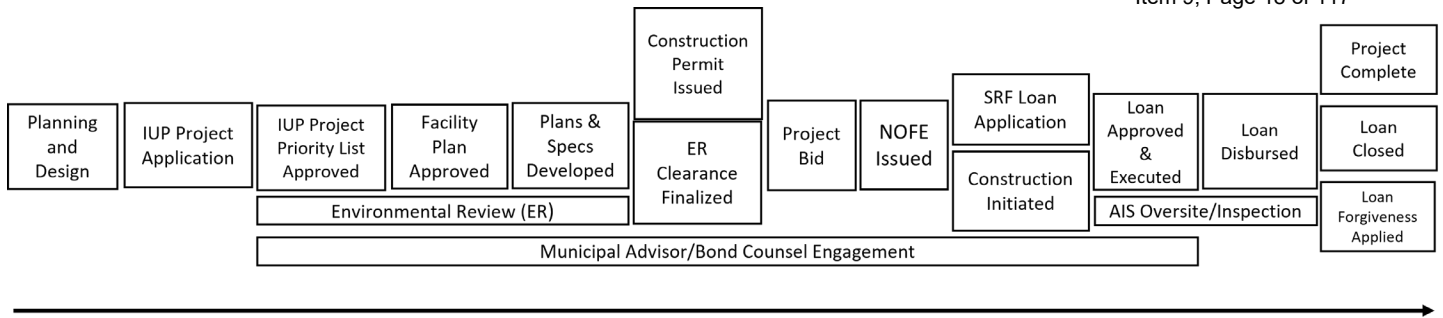 Planning
and
Design
IUP Project
Application
IUP Project
Priority List
Approved
Facility
Plan
Approved
Plans &
Specs
Developed
Environmental Review (ER)
Construction
Permit
Issued
ER
Clearance
Finalized
Project
Bid
NOFE
Issued
SRF Loan
Application
Construction
Initiated
Loan
Approved
&
Executed
Loan
Disbursed
AIS Oversite/Inspection
Project
Complete
Loan
Closed
Loan
Forgiveness
Applied
Municipal Advisor/Bond Counsel Engagement